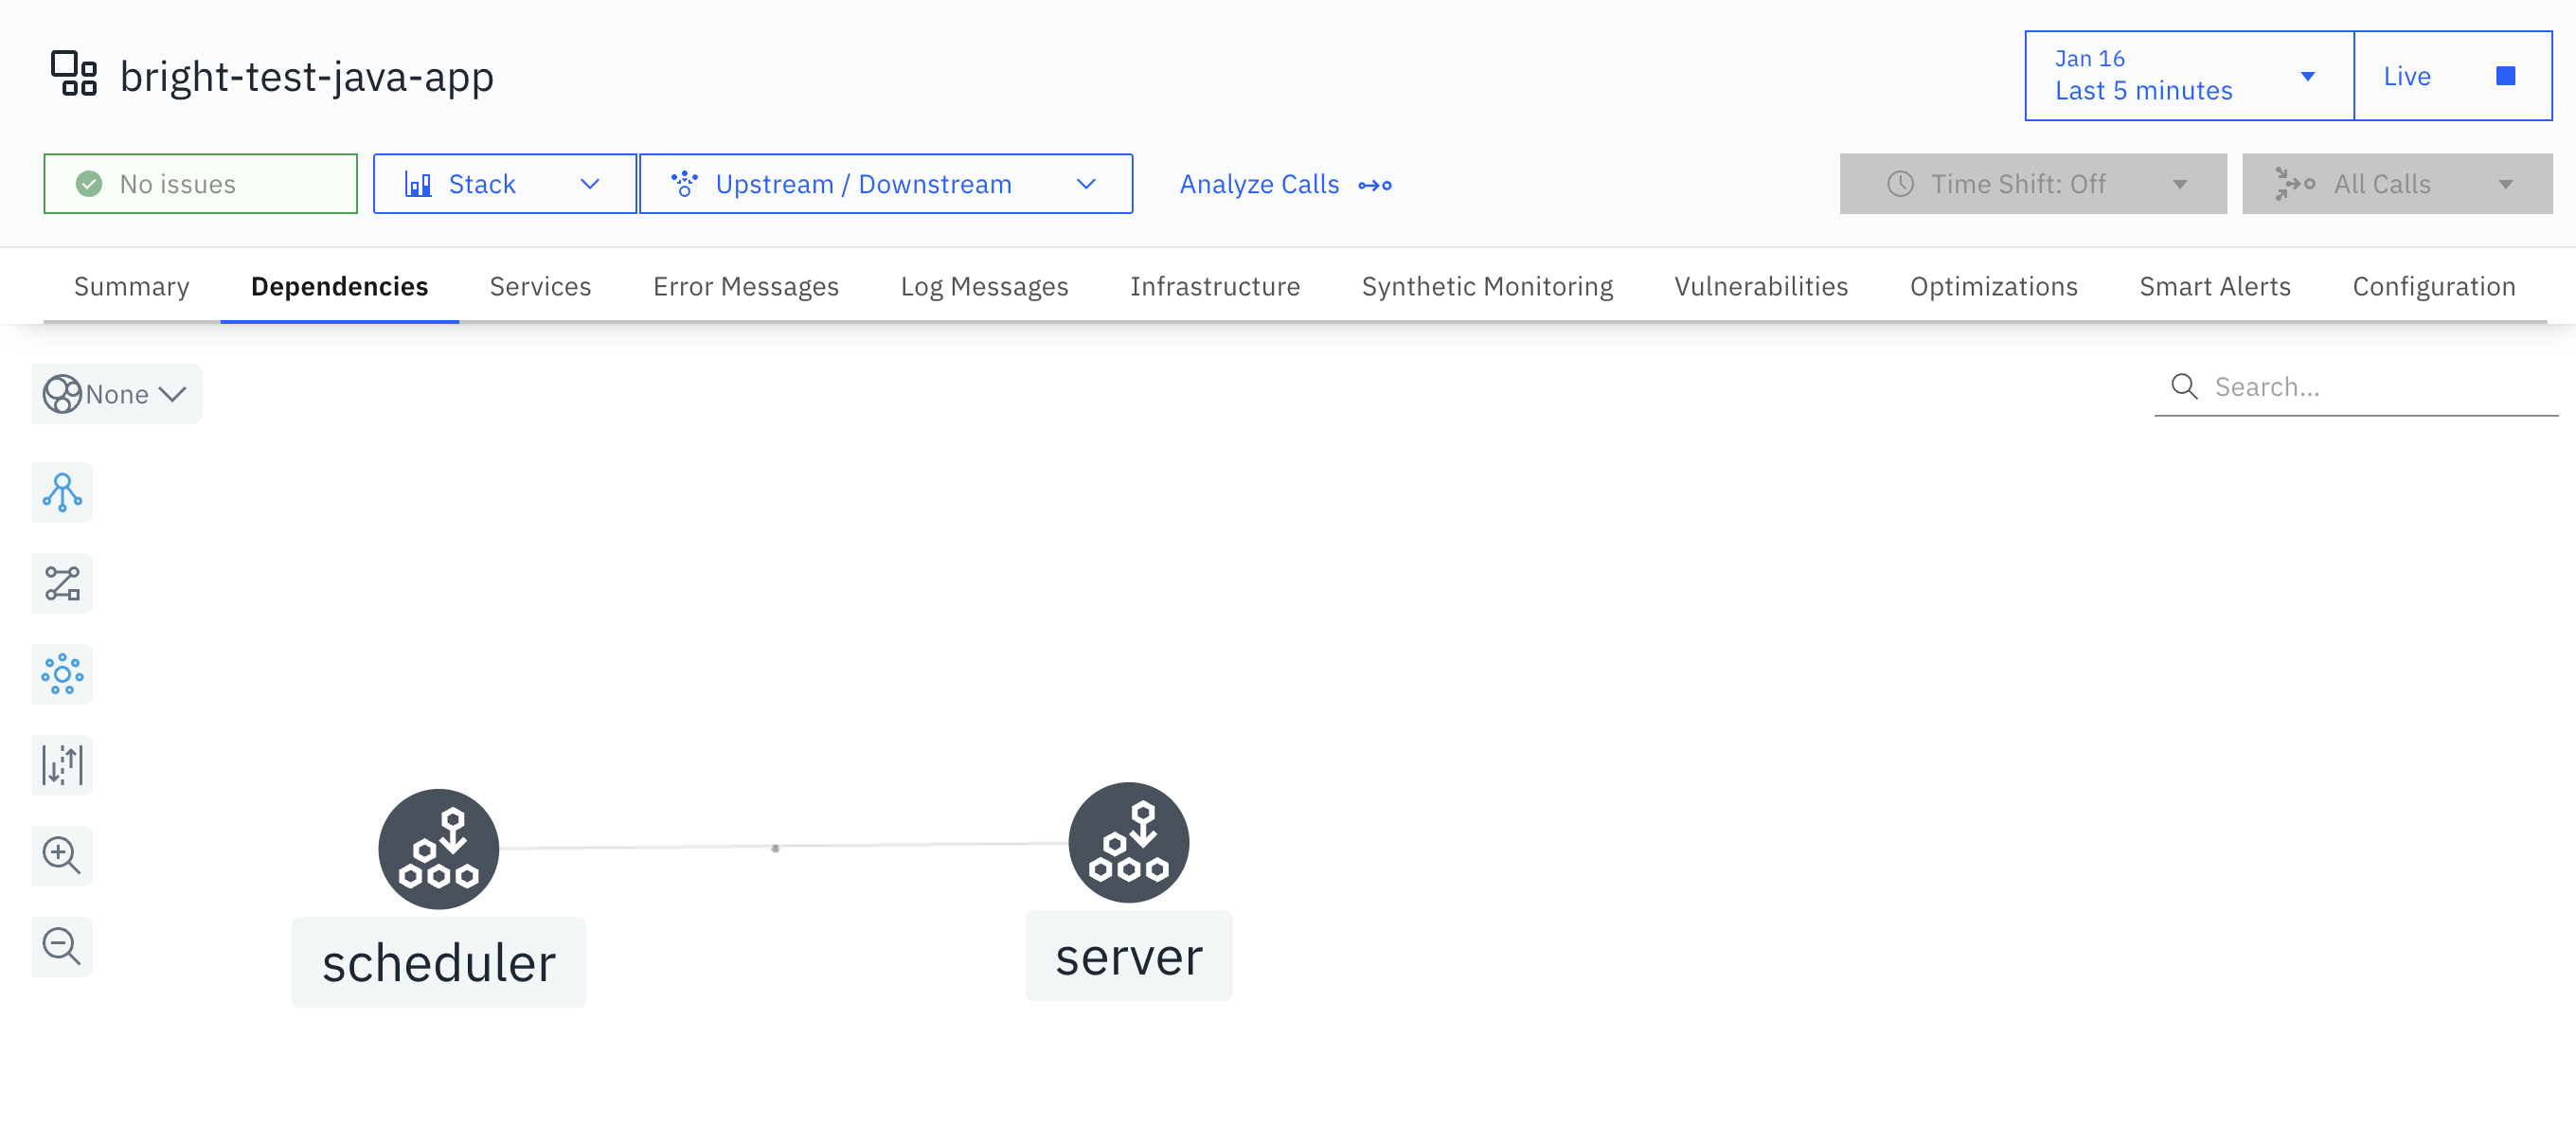 bright-test-java-app
Jan 16
Last 5 minutes
Live
No issues
Stack
Upstream / Downstream
Analyze Calls
Time Shift: Off
All Calls
Summary
Dependencies
Services
Error Messages
Log Messages
Infrastructure
Synthetic Monitoring
Vulnerabilities
Optimizations
Smart Alerts
Configuration
None
Search...
scheduler
server